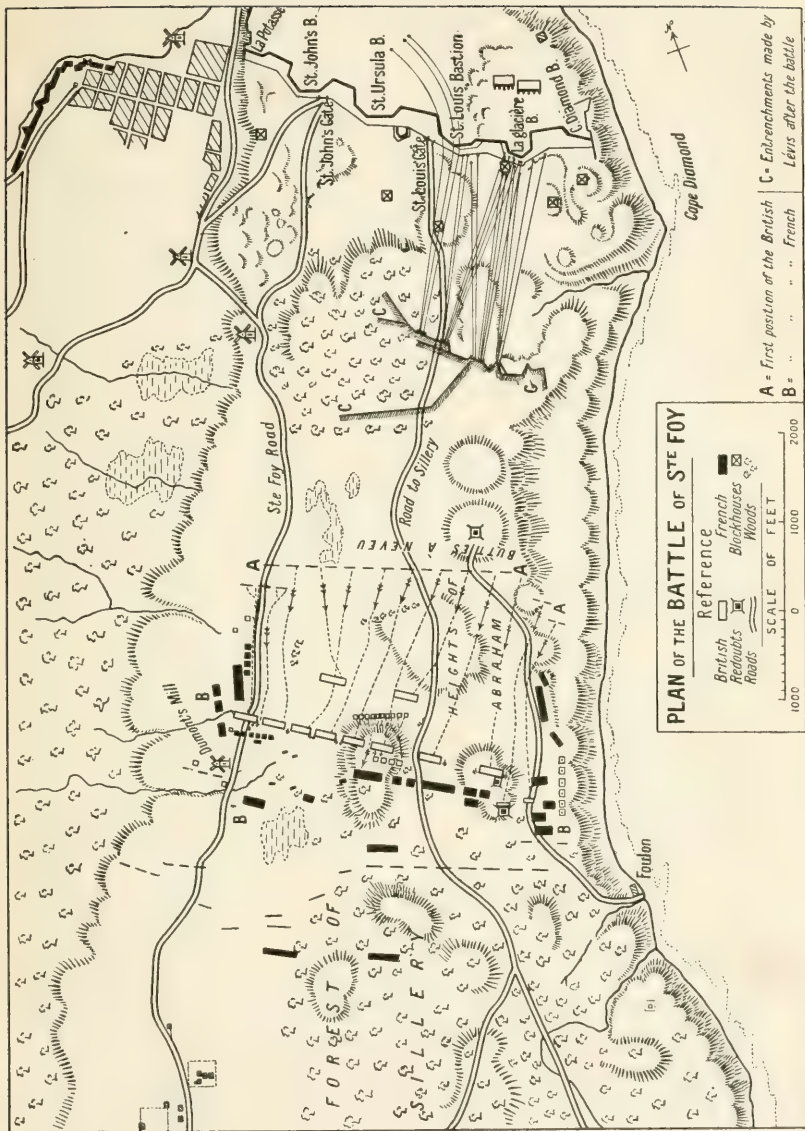 La Potasse
St. John's B.
St. Ursula B.
St. Louis Bastion
La glacière
B.
C. Diamond B.
St. John's Gate
St. Louis Gate
Cape Diamond
C
C
C
C
Ste Foy Road
Road to Sillery
BUTTES
A NEVEU
A
A
A
HEIGHTS OF
ABRAHAM
Dumont's Mill
B
B
B
Foulon
FORREST OF
SILLERY
PLAN OF THE BATTLE OF STE FOY
Reference
British French
Redoubts Blockhouses
Roads Woods
SCALE OF FEET
1000 0 1000 2000
A = First position of the British
B = " " " " French
C = Entrenchments made by
Lévis after the battle